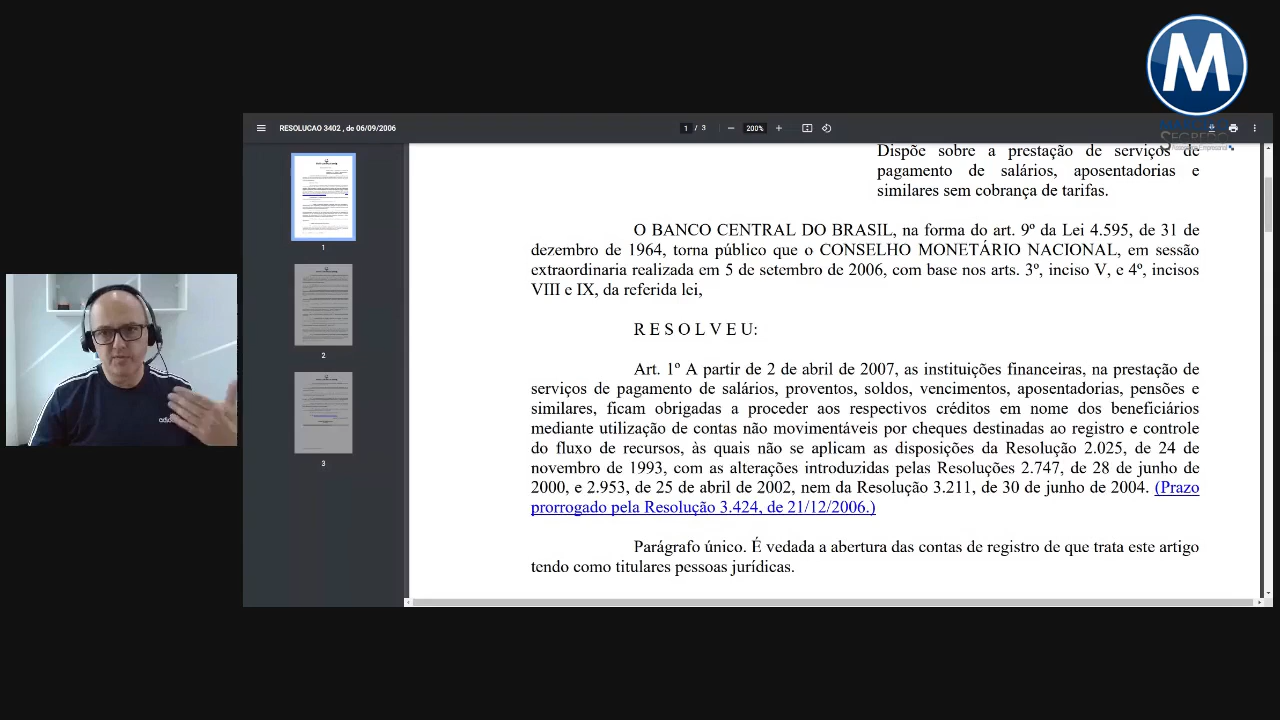 M
SEGREDO
RESOLUCAO 3402 , de 06/09/2006
1 / 3
200%
Dispõe sobre a prestação de serviços
pagamento de salários, aposentadorias e
similares sem cobrança de tarifas.
O BANCO CENTRAL DO BRASIL, na forma do art. 9º da Lei 4.595, de 31 de
dezembro de 1964, torna público que o CONSELHO MONETÁRIO NACIONAL, em sessão
extraordinária realizada em 5 de setembro de 2006, com base nos arts. 3º, inciso V, e 4º, incisos
VIII e IX, da referida lei,
R E S O L V E U:
Art. 1º A partir de 2 de abril de 2007, as instituições financeiras, na prestação de
serviços de pagamento de salários, proventos, soldos, vencimentos, aposentadorias, pensões e
similares, ficam obrigadas a proceder aos respectivos créditos em nome dos beneficiários
mediante utilização de contas não movimentáveis por cheques destinadas ao registro e controle
do fluxo de recursos, às quais não se aplicam as disposições da Resolução 2.025, de 24 de
novembro de 1993, com as alterações introduzidas pelas Resoluções 2.747, de 28 de junho de
2000, e 2.953, de 25 de abril de 2002, nem da Resolução 3.211, de 30 de junho de 2004. (Prazo
prorrogado pela Resolução 3.424, de 21/12/2006.)
Parágrafo único. É vedada a abertura das contas de registro de que trata este artigo
tendo como titulares pessoas jurídicas.
1
2
3